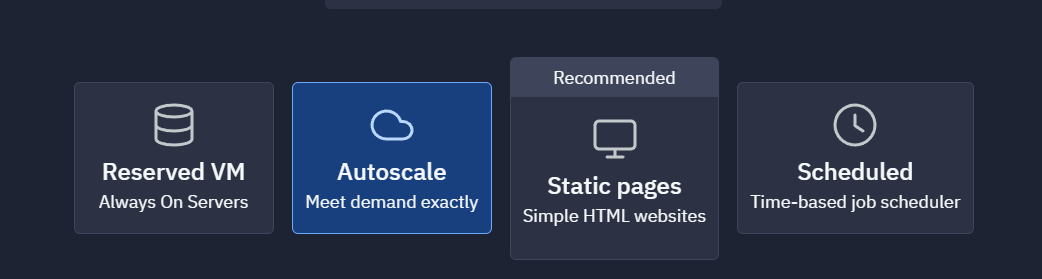 Recommended
Reserved VM
Always On Servers
Autoscale
Meet demand exactly
Static pages
Simple HTML websites
Scheduled
Time-based job scheduler